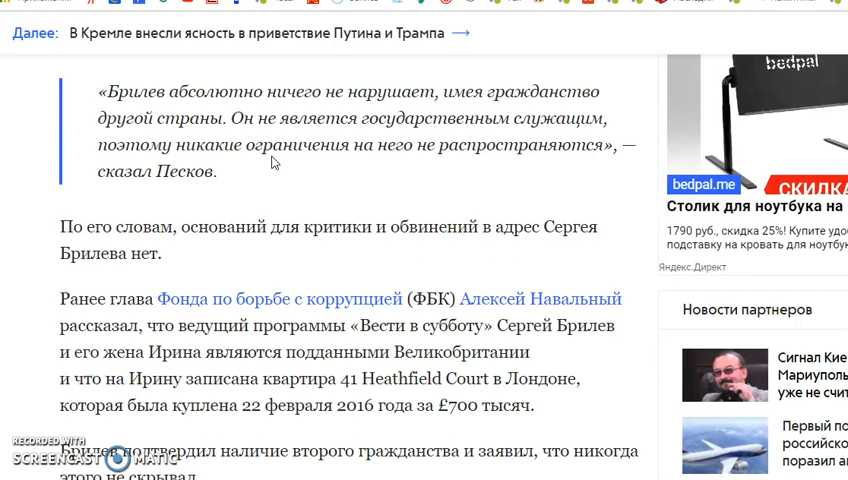 Далее: В Кремле внесли ясность в приветствие Путина и Трампа →
«Брилев абсолютно ничего не нарушает, имея гражданство
другой страны. Он не является государственным служащим,
поэтому никакие ограничения на него не распространяются», —
сказал Песков.
По его словам, оснований для критики и обвинений в адрес Сергея
Брилева нет.
Ранее глава Фонда по борьбе с коррупцией (ФБК) Алексей Навальный
рассказал, что ведущий программы «Вести в субботу» Сергей Брилев
и его жена Ирина являются подданными Великобритании
и что на Ирину записана квартира 41 Heathfield Court в Лондоне,
которая была куплена 22 февраля 2016 года за £700 тысяч.
Брилев подтвердил наличие второго гражданства и заявил, что никогда
этого не скрывал.
bedpal
bedpal.me
СКИДКА
Столик для ноутбука на
1790 руб., скидка 25%! Купите удо
подставку на кровать для ноутбу
Яндекс.Директ
Новости партнеров
Сигнал Кие
Мариуполь
уже не счит
Первый по
российско
поразил а
RECORDED WITH
SCREENCAST MATIC